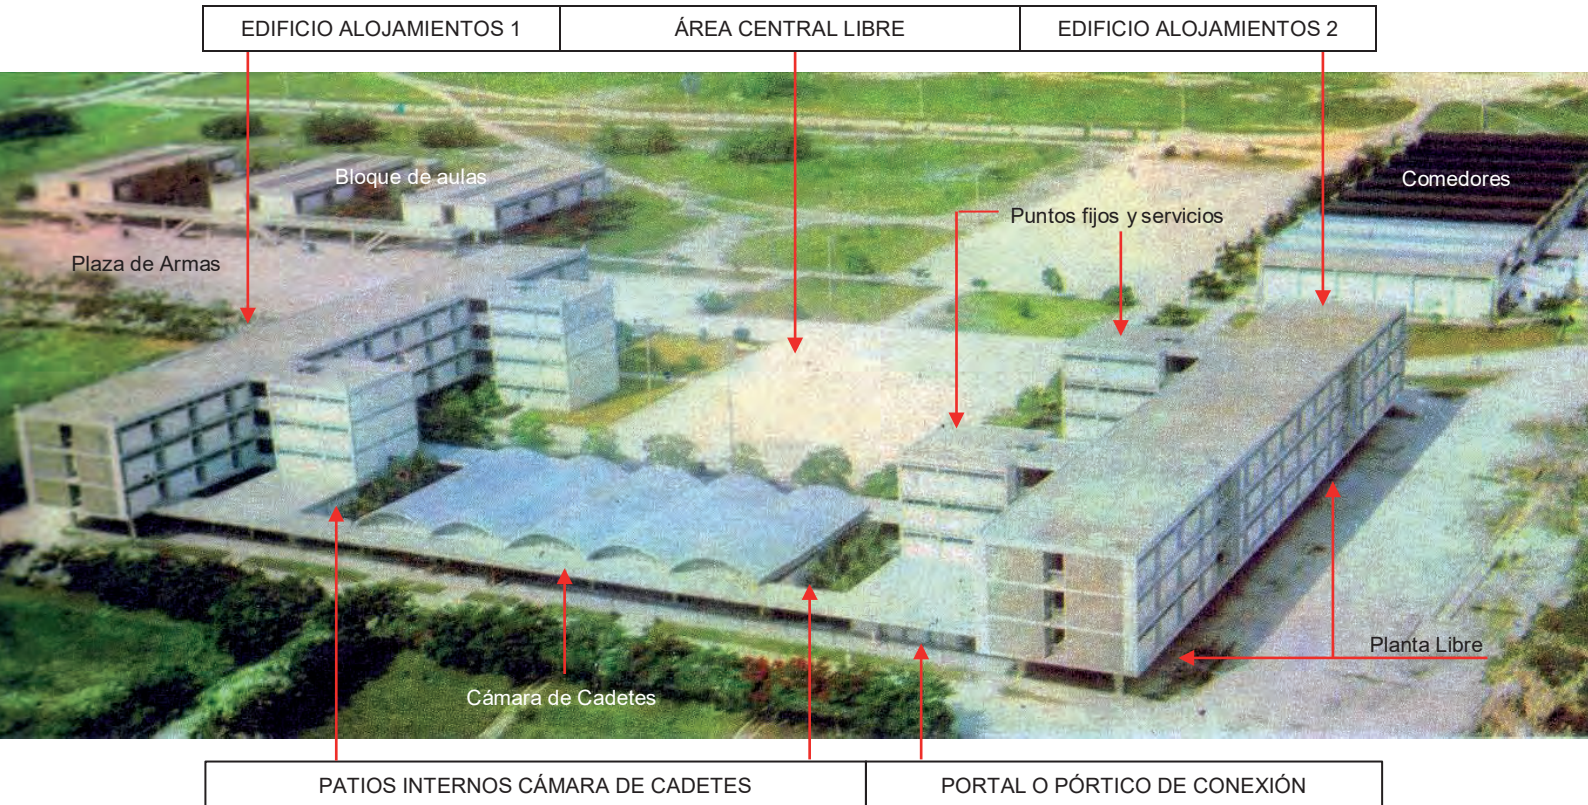 EDIFICIO ALOJAMIENTOS 1
ÁREA CENTRAL LIBRE
EDIFICIO ALOJAMIENTOS 2
Bloque de aulas
Comedores
Puntos fijos y servicios
Plaza de Armas
Planta Libre
Cámara de Cadetes
PATIOS INTERNOS CÁMARA DE CADETES
PORTAL O PÓRTICO DE CONEXIÓN